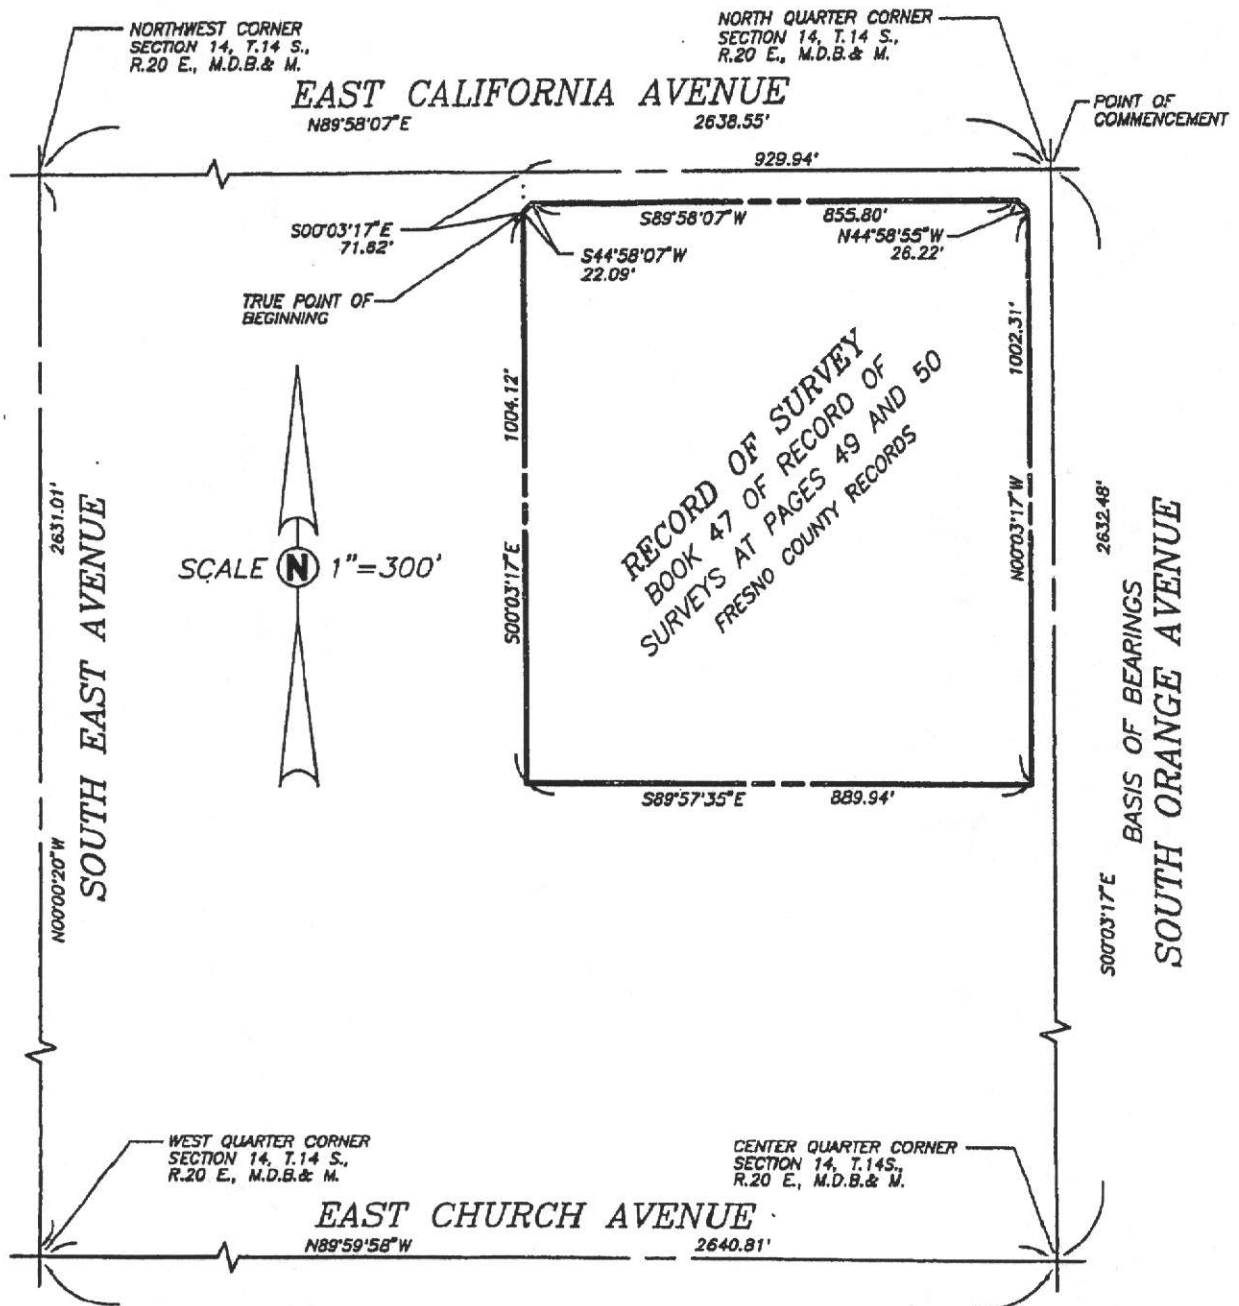 NORTHWEST CORNER
SECTION 14, T.14 S.,
R.20 E., M.D.B.& M.
NORTH QUARTER CORNER
SECTION 14, T.14 S.,
R.20 E., M.D.B.& M.
EAST CALIFORNIA AVENUE
N89°58'07"E 2638.55'
POINT OF
COMMENCEMENT
929.94'
S89°58'07"W 855.80'
S00°03'17"E
71.62'
S44°58'07"W
22.09'
N44°58'55"W
26.22'
TRUE POINT OF
BEGINNING
1004.12'
S00°03'17"E
1002.31'
N00°03'17"W
RECORD OF SURVEY
BOOK 47 OF RECORD OF
SURVEYS AT PAGES 49 AND 50
FRESNO COUNTY RECORDS
2631.01'
N00°00'20"W
SOUTH EAST AVENUE
SCALE N 1"=300'
2632.48'
S00°03'17"E
BASIS OF BEARINGS
SOUTH ORANGE AVENUE
S89°57'35"E 889.94'
WEST QUARTER CORNER
SECTION 14, T.14 S.,
R.20 E., M.D.B.& M.
CENTER QUARTER CORNER
SECTION 14, T.14S.,
R.20 E., M.D.B.& M.
EAST CHURCH AVENUE
N89°59'58"W 2640.81'